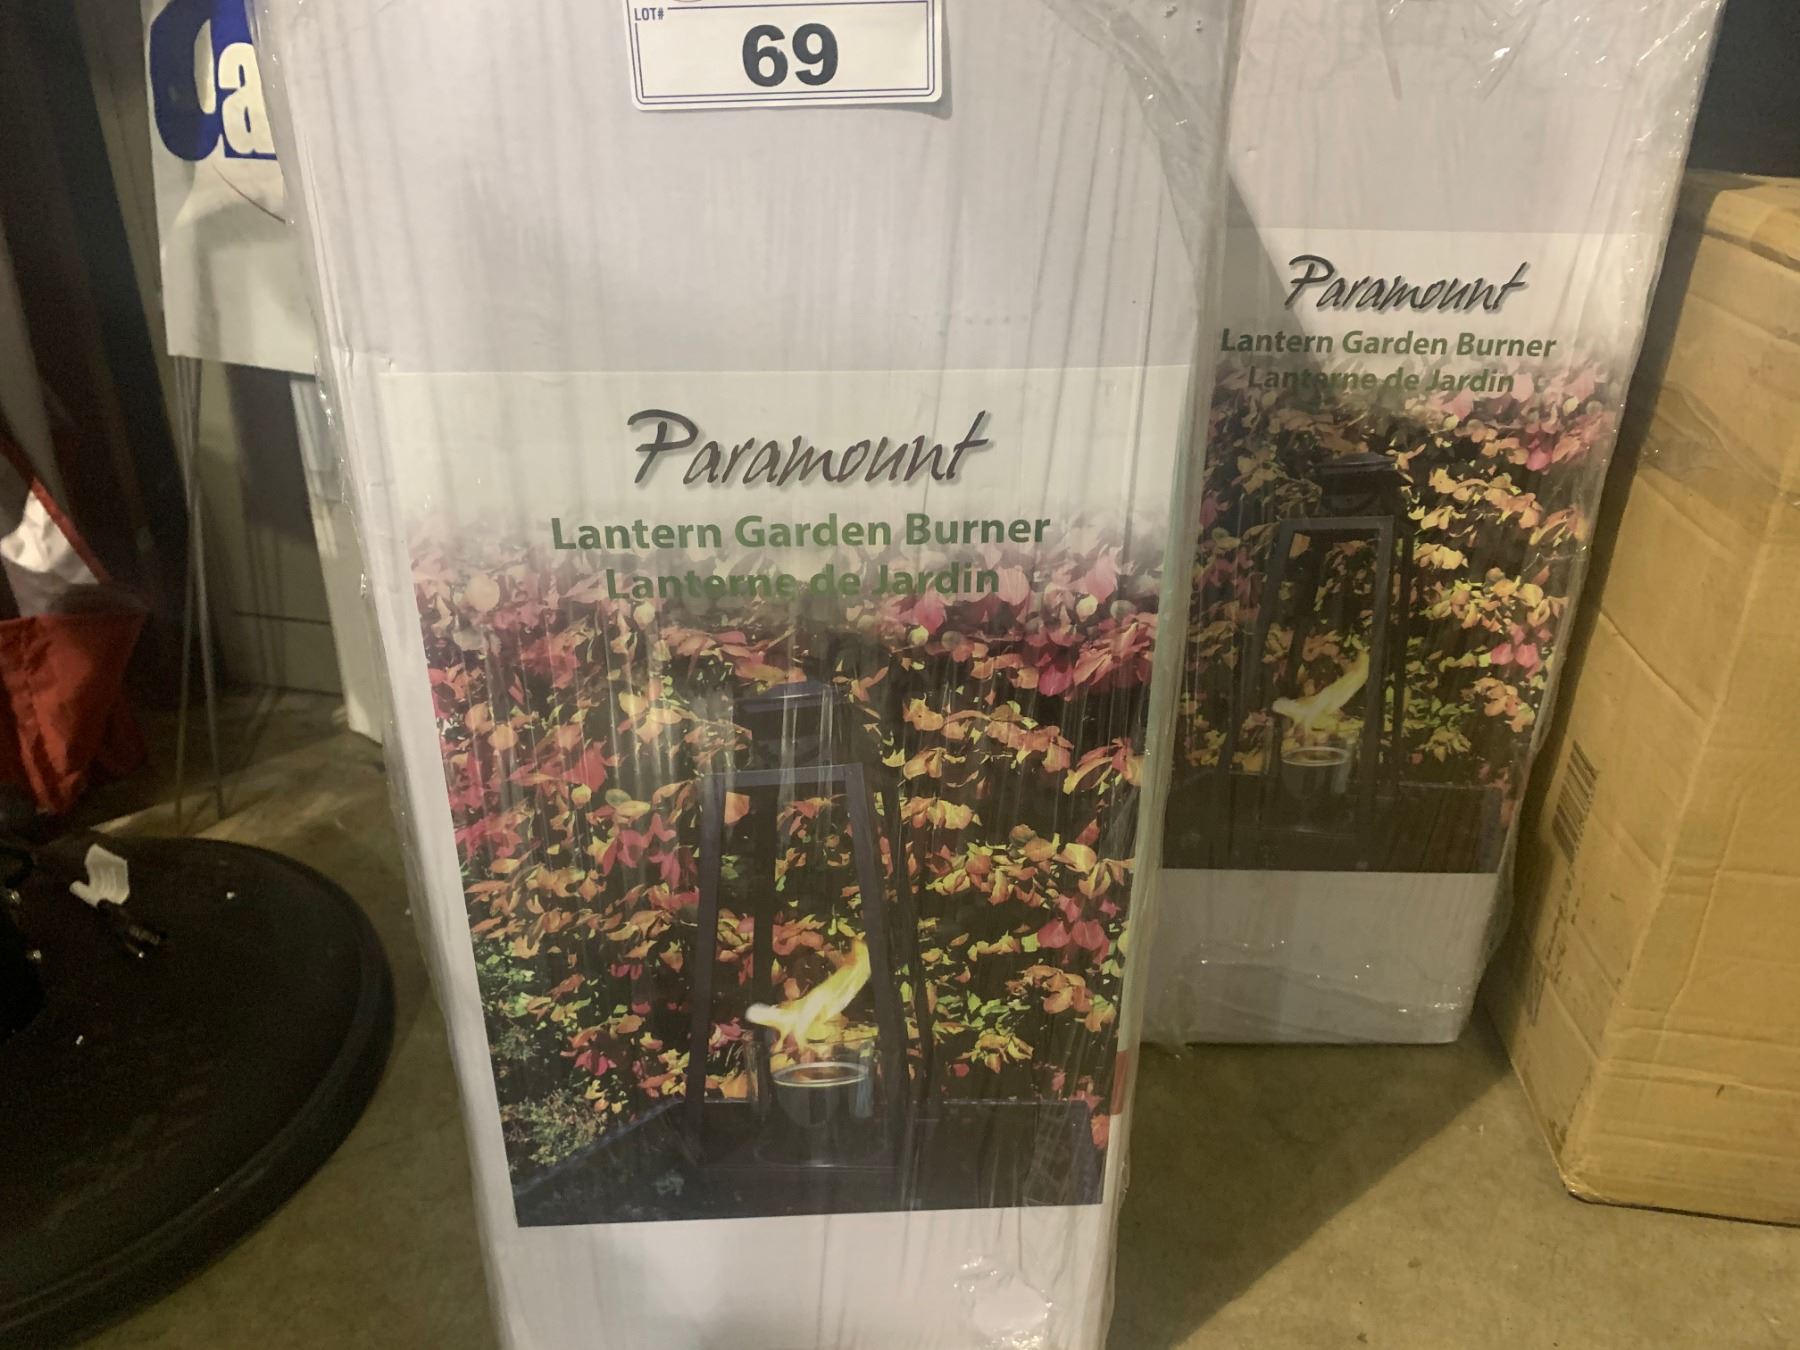 LOT#
69
Paramount
Lantern Garden Burner
Lanterne de Jardin
Paramount
Lantern Garden Burner
Lanterne de Jardin